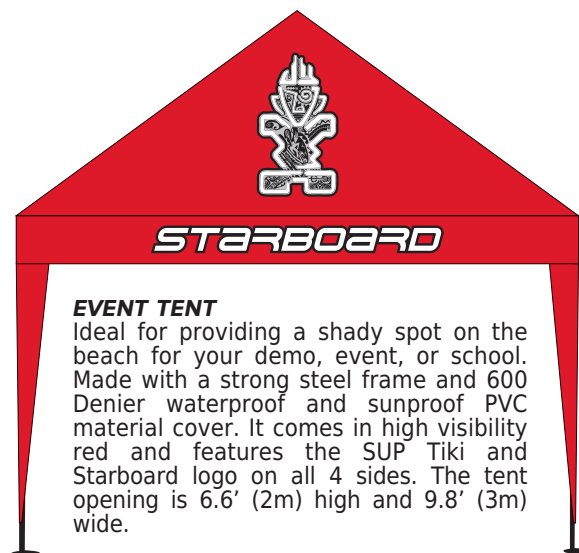 STARBOARD
EVENT TENT
Ideal for providing a shady spot on the
beach for your demo, event, or school.
Made with a strong steel frame and 600
Denier waterproof and sunproof PVC
material cover. It comes in high visibility
red and features the SUP Tiki and
Starboard logo on all 4 sides. The tent
opening is 6.6’ (2m) high and 9.8’ (3m)
wide.